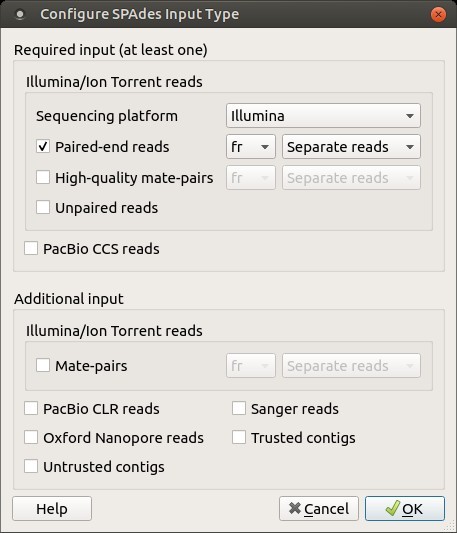 Configure SPAdes Input Type
Required input (at least one)
Illumina/Ion Torrent reads
Sequencing platform Illumina
Paired-end reads fr Separate reads
High-quality mate-pairs fr Separate reads
Unpaired reads
PacBio CCS reads
Additional input
Illumina/Ion Torrent reads
Mate-pairs fr Separate reads
PacBio CLR reads Sanger reads
Oxford Nanopore reads Trusted contigs
Untrusted contigs
Help Cancel OK